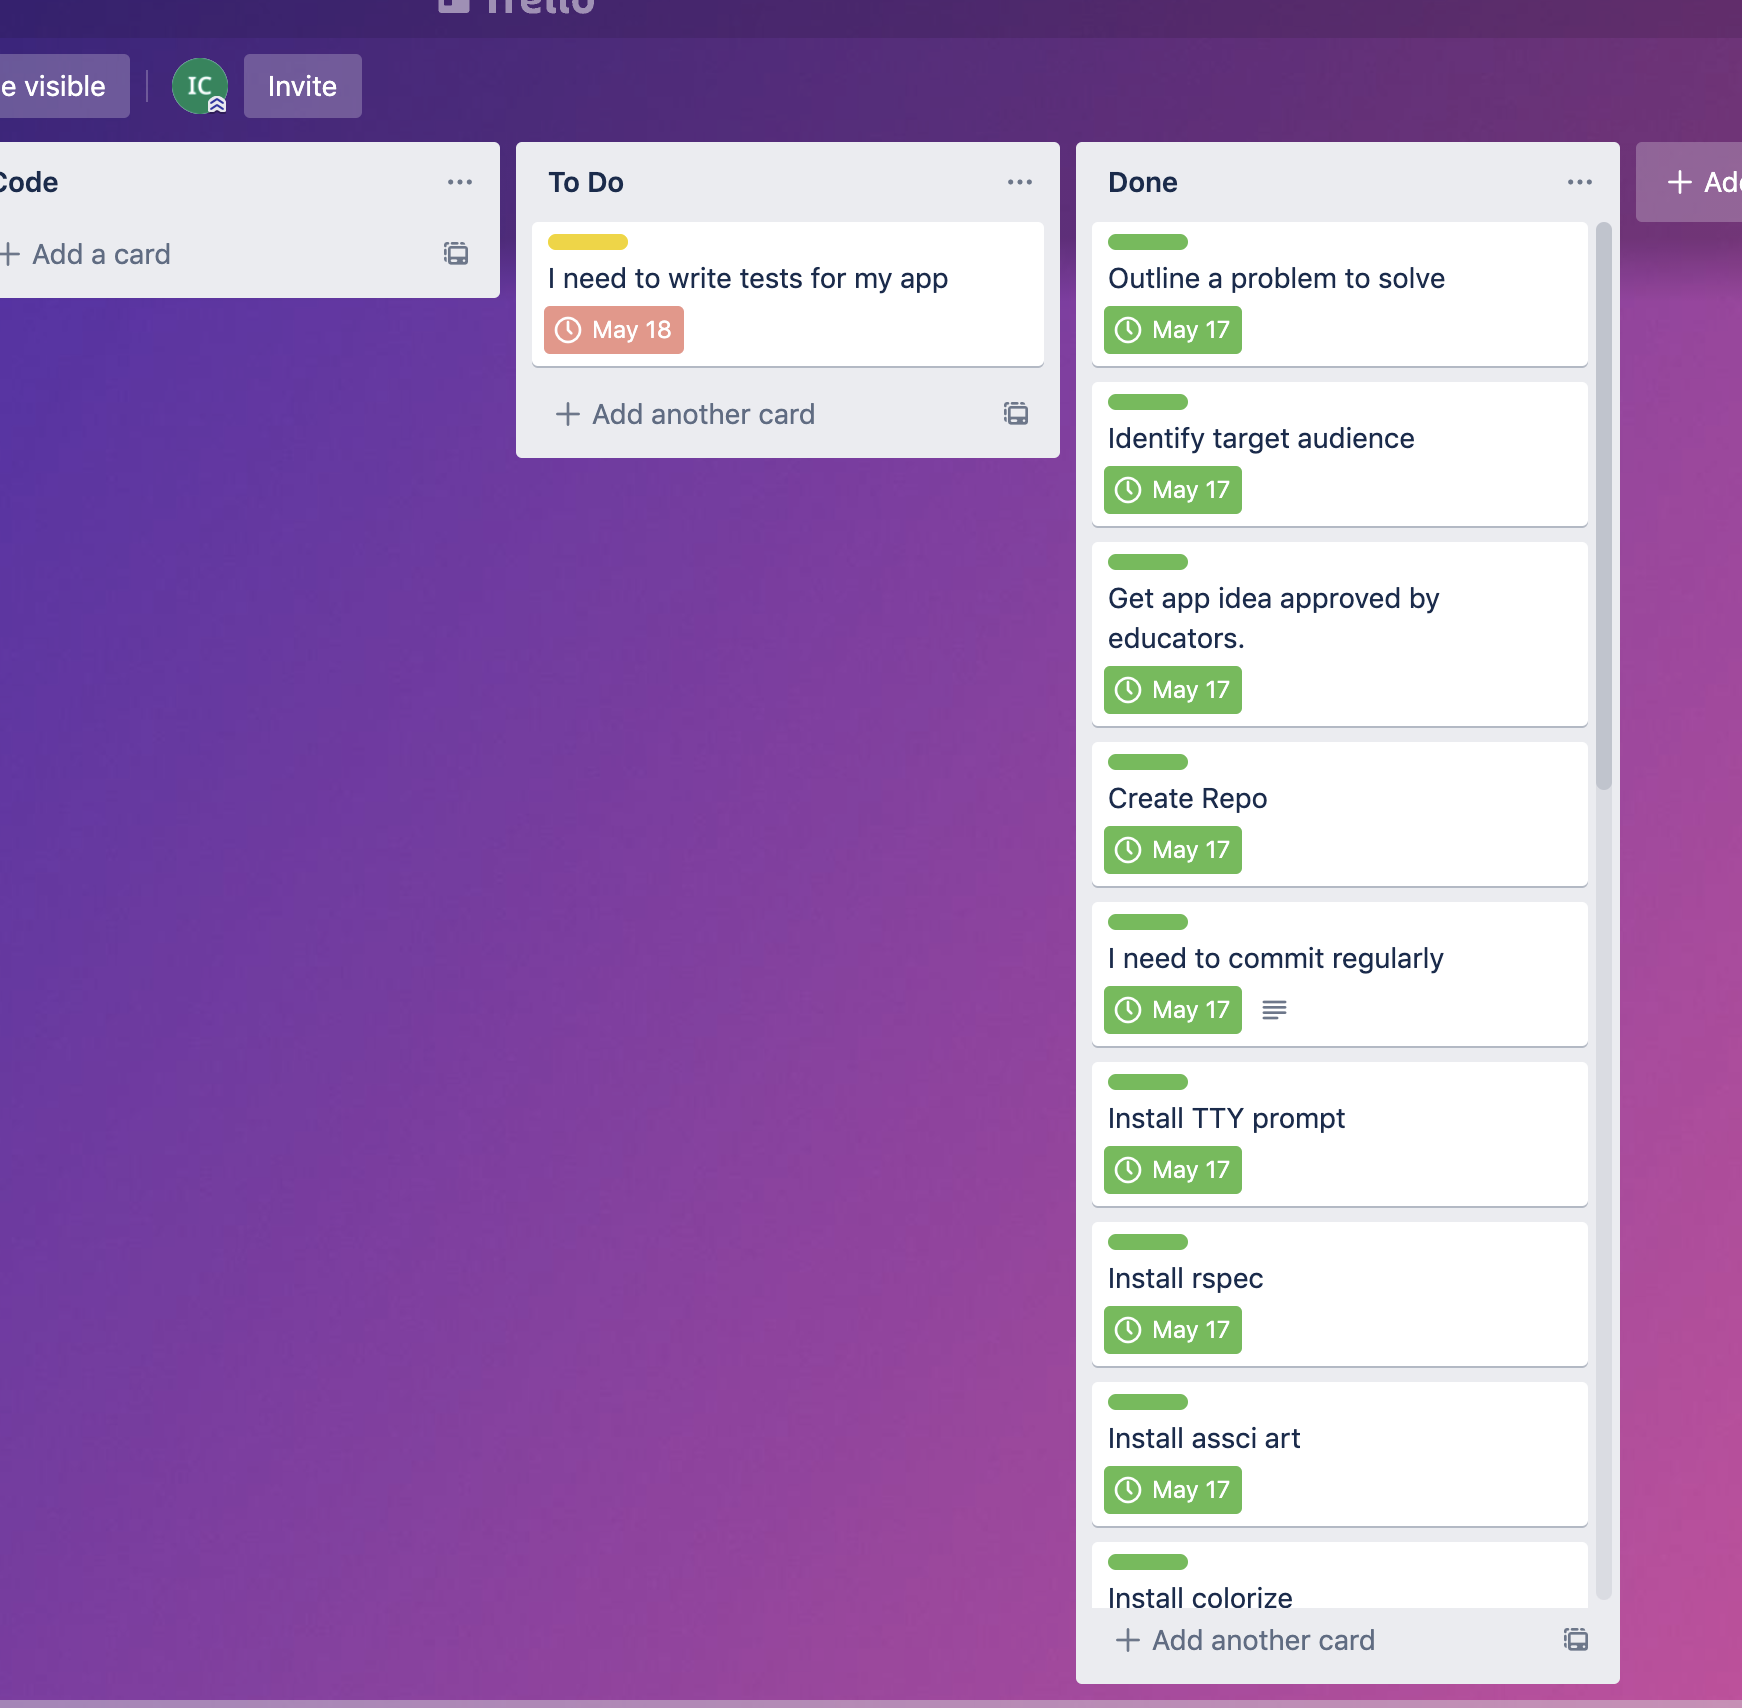 Trello
e visible
IC
Invite
Code
Add a card
To Do
I need to write tests for my app
May 18
Add another card
Done
Outline a problem to solve
May 17
Identify target audience
May 17
Get app idea approved by
educators.
May 17
Create Repo
May 17
I need to commit regularly
May 17
Install TTY prompt
May 17
Install rspec
May 17
Install assci art
May 17
Install colorize
Add another card
Add